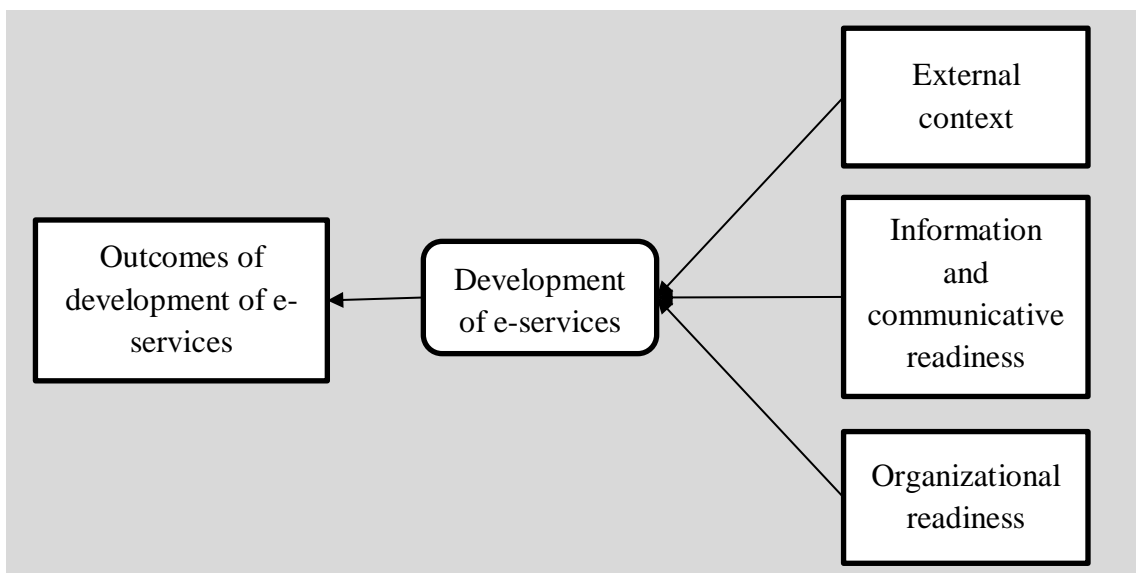 External
context
Information
and
communicative
readiness
Outcomes of
development of e-
services
Development
of e-services
Organizational
readiness